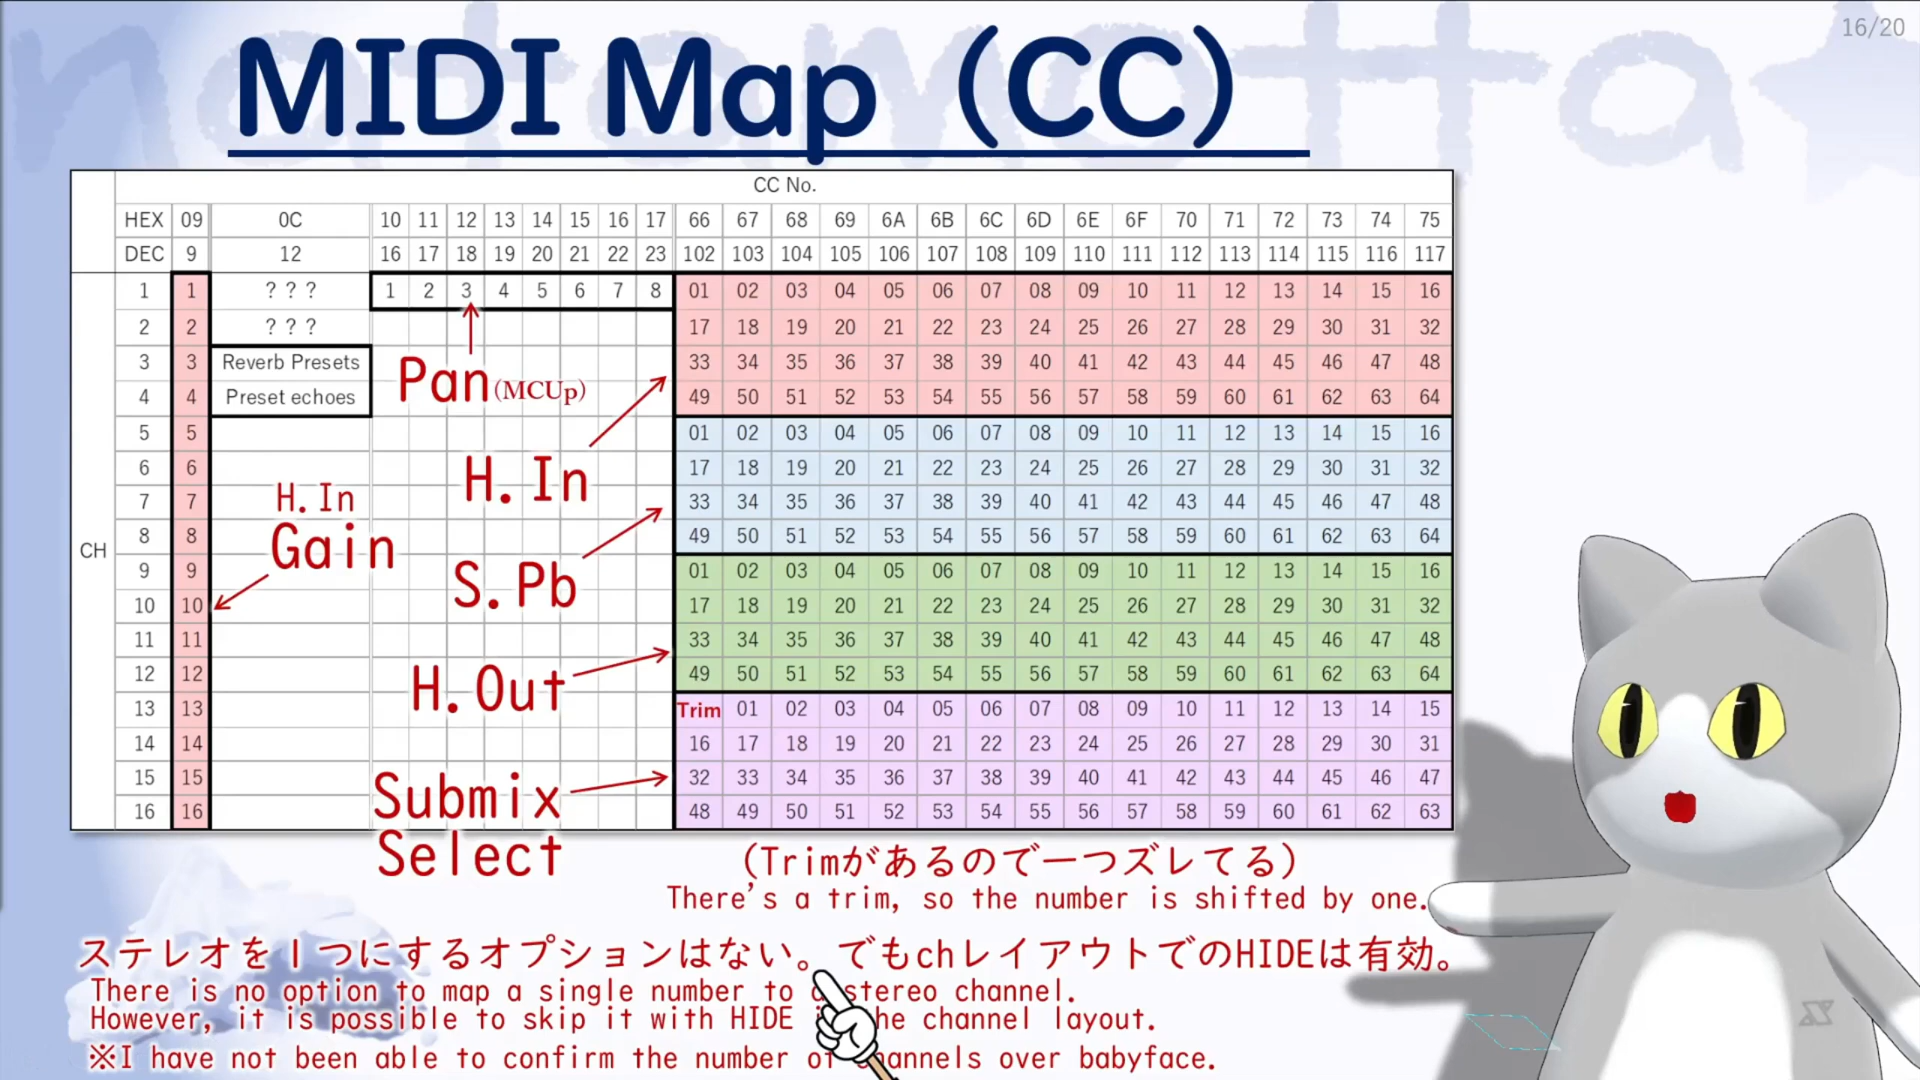 16/20
MIDI Map (CC)
CC No.
HEX 09 0C 10 11 12 13 14 15 16 17 66 67 68 69 6A 6B 6C 6D 6E 6F 70 71 72 73 74 75
DEC 9 12 16 17 18 19 20 21 22 23 102 103 104 105 106 107 108 109 110 111 112 113 114 115 116 117
1 1 ??? 1 2 3 4 5 6 7 8 01 02 03 04 05 06 07 08 09 10 11 12 13 14 15 16
2 2 ??? 17 18 19 20 21 22 23 24 25 26 27 28 29 30 31 32
3 3 Reverb Presets 33 34 35 36 37 38 39 40 41 42 43 44 45 46 47 48
4 4 Preset echoes 49 50 51 52 53 54 55 56 57 58 59 60 61 62 63 64
5 5 01 02 03 04 05 06 07 08 09 10 11 12 13 14 15 16
6 6 17 18 19 20 21 22 23 24 25 26 27 28 29 30 31 32
7 7 33 34 35 36 37 38 39 40 41 42 43 44 45 46 47 48
8 8 49 50 51 52 53 54 55 56 57 58 59 60 61 62 63 64
CH
9 9 01 02 03 04 05 06 07 08 09 10 11 12 13 14 15 16
10 10 17 18 19 20 21 22 23 24 25 26 27 28 29 30 31 32
11 11 33 34 35 36 37 38 39 40 41 42 43 44 45 46 47 48
12 12 49 50 51 52 53 54 55 56 57 58 59 60 61 62 63 64
13 13 Trim 01 02 03 04 05 06 07 08 09 10 11 12 13 14 15
14 14 16 17 18 19 20 21 22 23 24 25 26 27 28 29 30 31
15 15 32 33 34 35 36 37 38 39 40 41 42 43 44 45 46 47
16 16 48 49 50 51 52 53 54 55 56 57 58 59 60 61 62 63
Pan (MCUp)
H.In
H.In
Gain
S.Pb
H.Out
Submix
Select
(Trimがあるので一つズレてる)
There's a trim, so the number is shifted by one.
ステレオを1つにするオプションはない。でもchレイアウトでのHIDEは有効。
There is no option to map a single number to a stereo channel.
However, it is possible to skip it with HIDE he channel layout.
※I have not been able to confirm the number of channels over babyface.